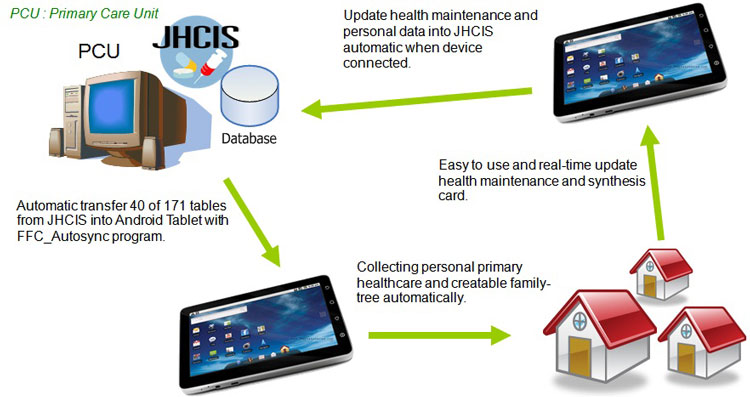 PCU : Primary Care Unit
JHCIS
PCU
Database
Update health maintenance and
personal data into JHCIS
automatic when device
connected.
Easy to use and real-time update
health maintenance and synthesis
card.
Automatic transfer 40 of 171 tables
from JHCIS into Android Tablet with
FFC_Autosync program.
Collecting personal primary
healthcare and creatable family-
tree automatically.